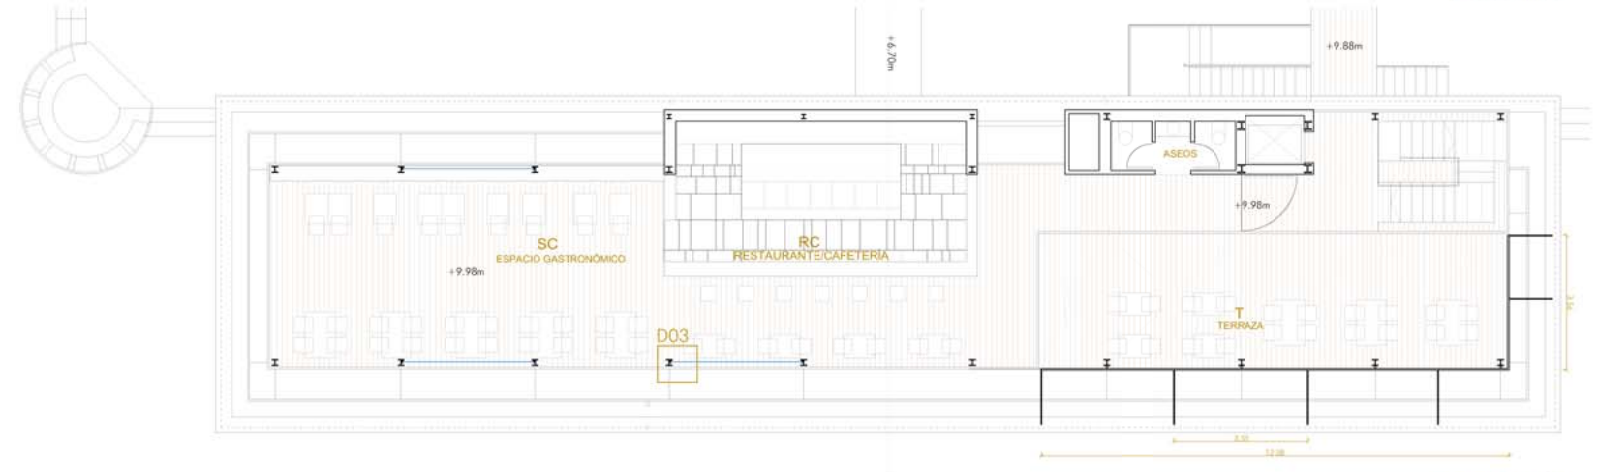 +6.70m
+9.88m
ASEOS
+9.98m
SC
ESPACIO GASTRONÓMICO
+9.98m
RC
RESTAURANTE/CAFETERÍA
T
TERRAZA
D03